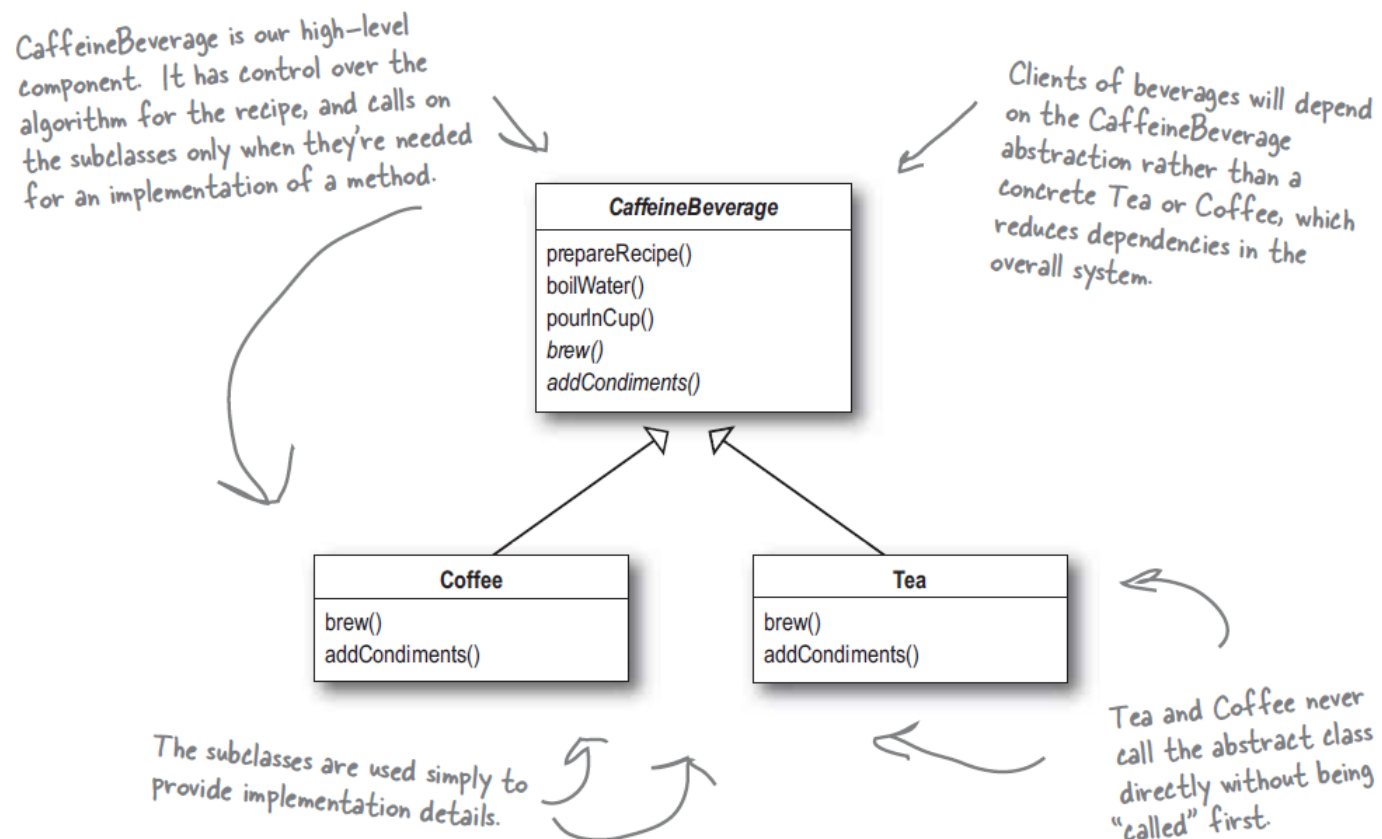 CaffeineBeverage is our high-level
component. It has control over the
algorithm for the recipe, and calls on
the subclasses only when they're needed
for an implementation of a method.
Clients of beverages will depend
on the CaffeineBeverage
abstraction rather than a
concrete Tea or Coffee, which
reduces dependencies in the
overall system.
CaffeineBeverage
prepareRecipe()
boilWater()
pourInCup()
brew()
addCondiments()
Coffee
brew()
addCondiments()
Tea
brew()
addCondiments()
The subclasses are used simply to
provide implementation details.
Tea and Coffee never
call the abstract class
directly without being
"called" first.